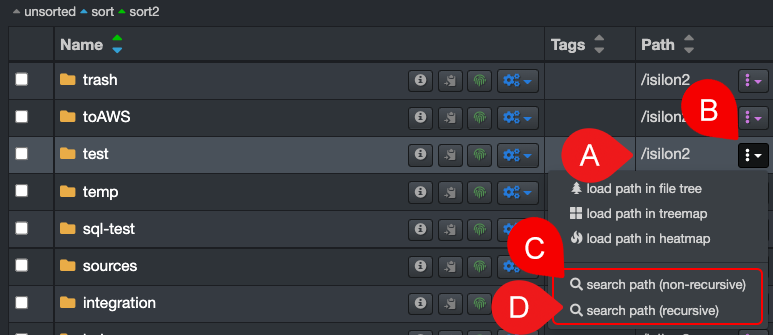 unsorted sort sort2
Name Tags Path
trash /isilon2
B
toAWS /isilon2
test A /isilon2
temp load path in file tree
load path in treemap
sql-test
load path in heatmap
C
sources
search path (non-recursive)
integration D search path (recursive)